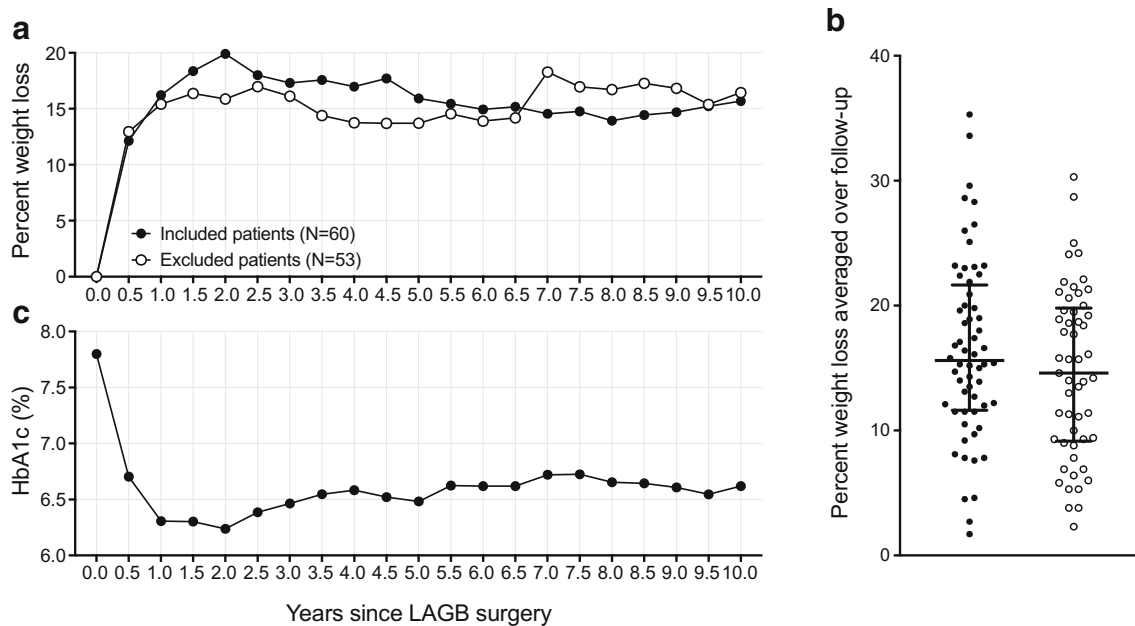 a
Percent weight loss
20
15
10
5
0
Included patients (N=60)
Excluded patients (N=53)
0.0 0.5 1.0 1.5 2.0 2.5 3.0 3.5 4.0 4.5 5.0 5.5 6.0 6.5 7.0 7.5 8.0 8.5 9.0 9.5 10.0
c
HbA1c (%)
8.0
7.5
7.0
6.5
6.0
0.0 0.5 1.0 1.5 2.0 2.5 3.0 3.5 4.0 4.5 5.0 5.5 6.0 6.5 7.0 7.5 8.0 8.5 9.0 9.5 10.0
Years since LAGB surgery
b
Percent weight loss averaged over follow-up
40
30
20
10
0